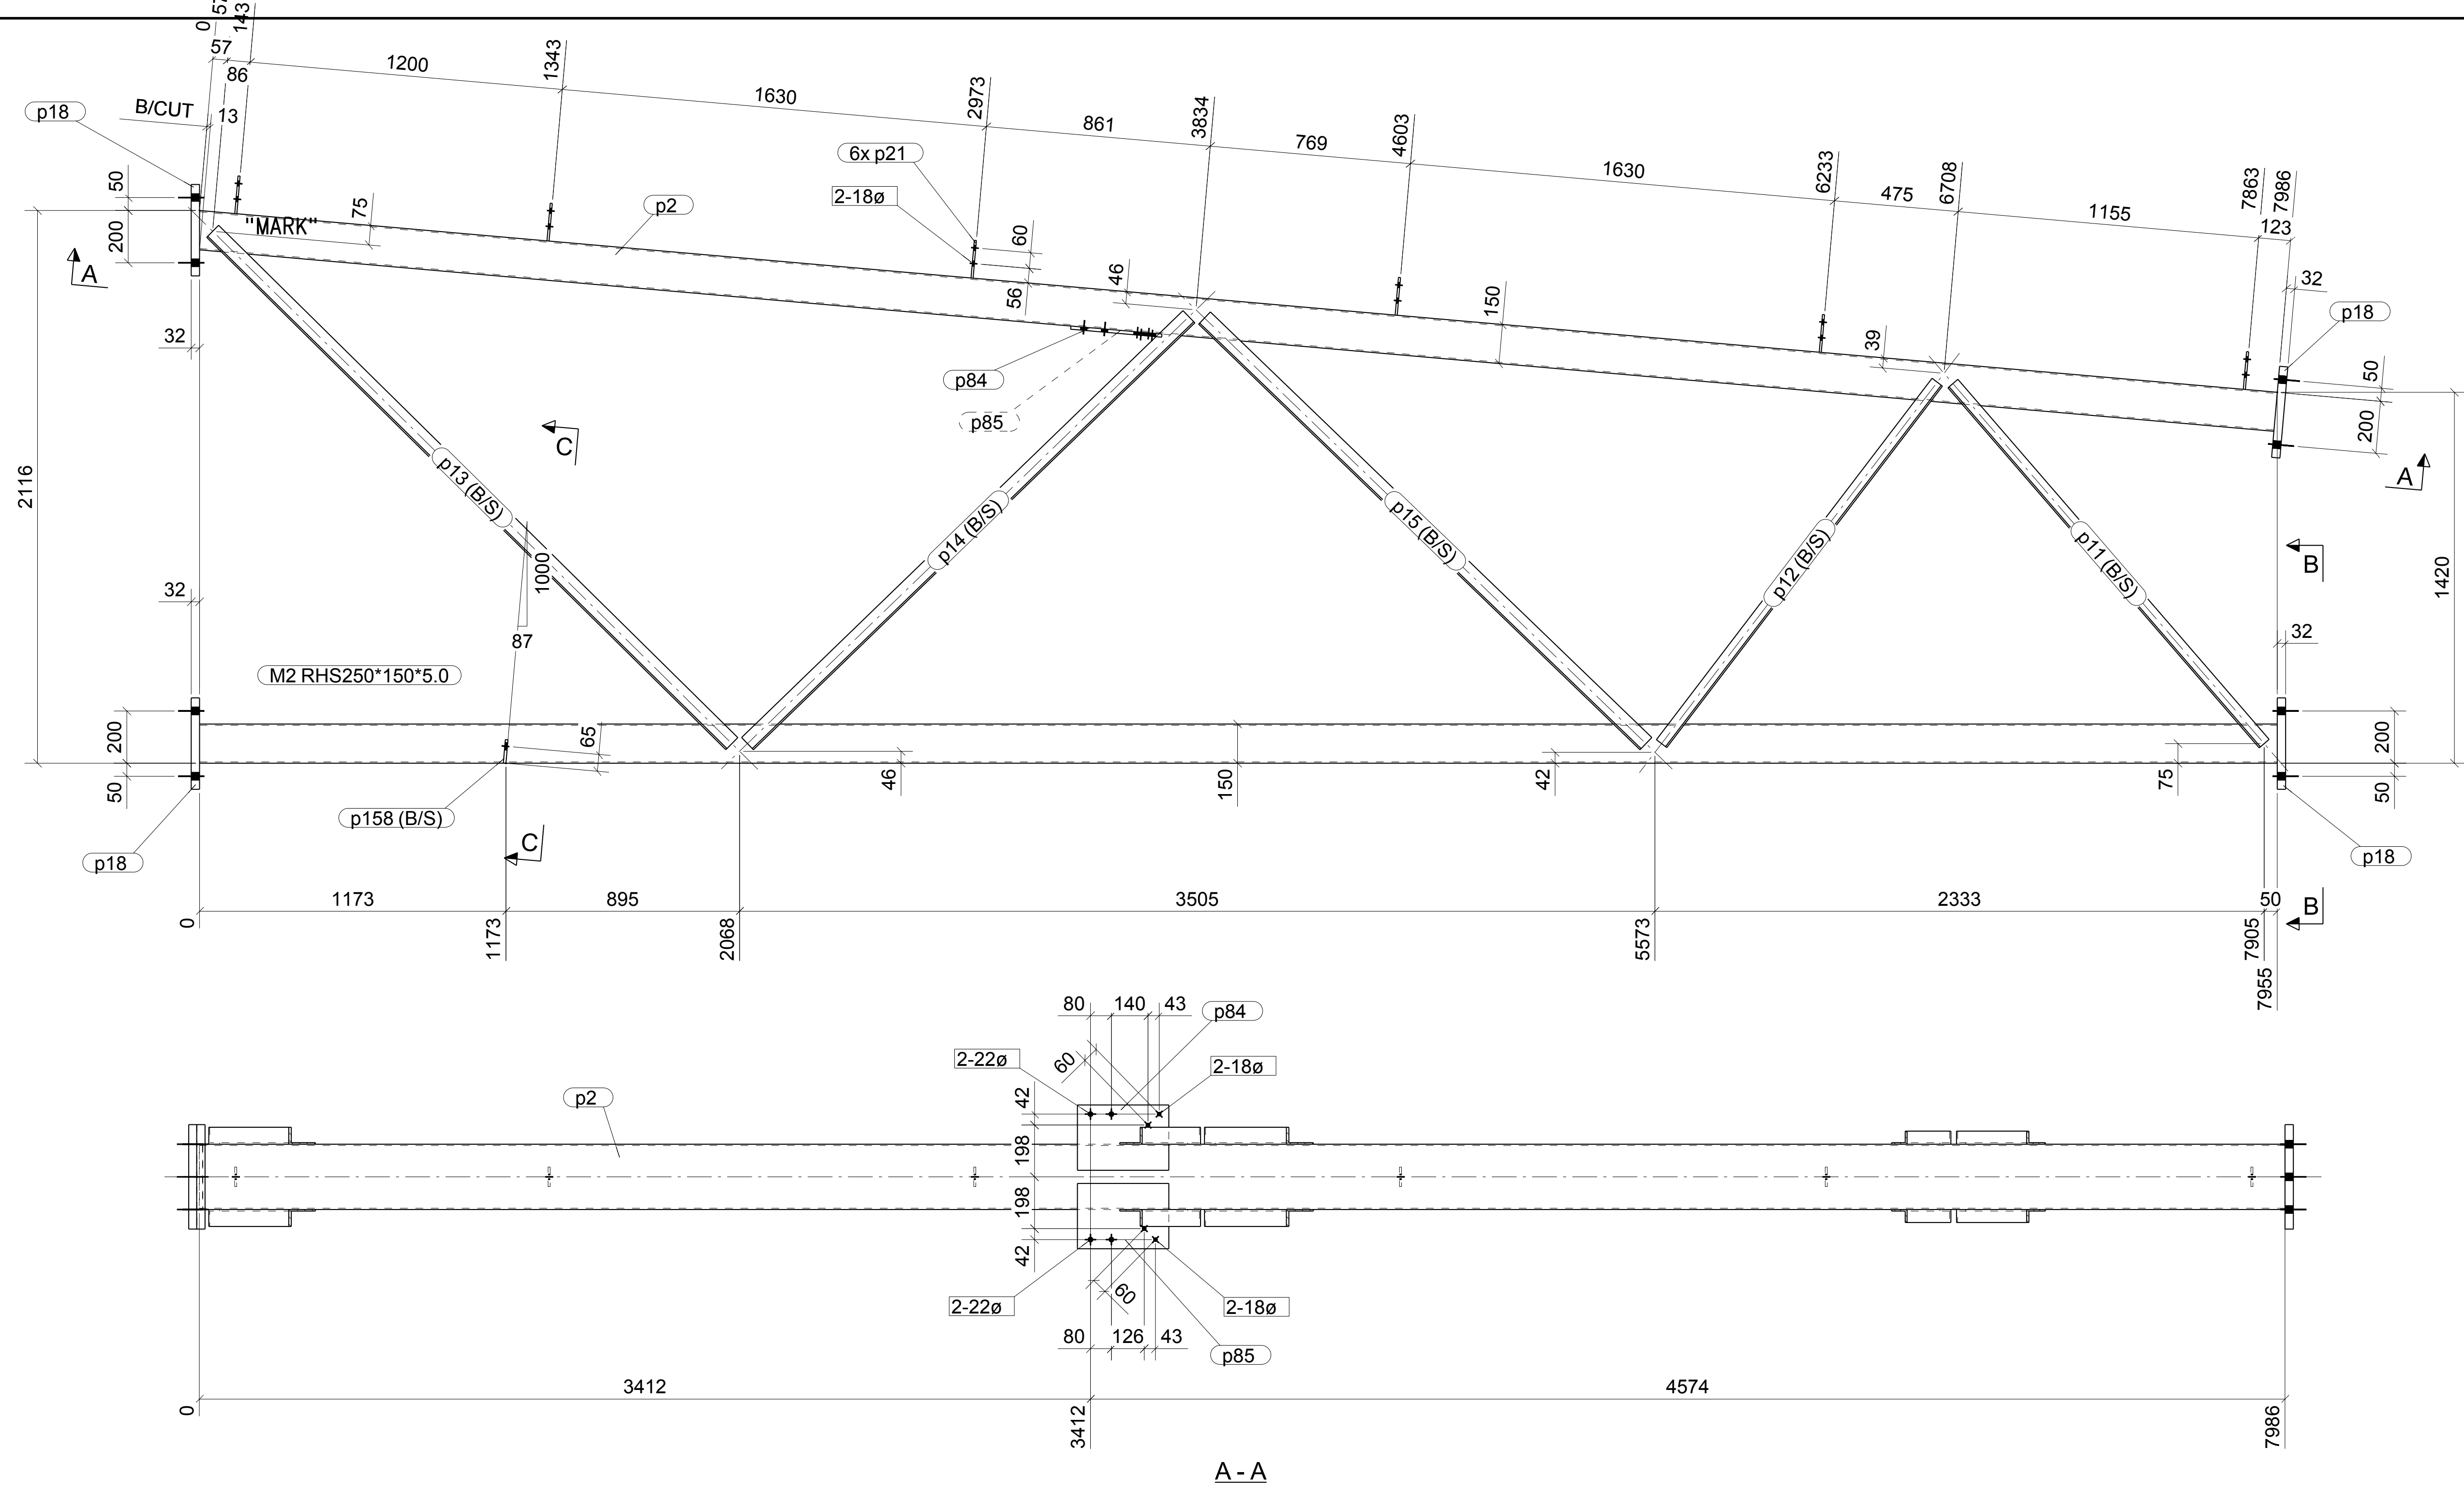 0
57
143
57
86
1200
1343
1630
2973
861
3834
769
4603
1630
6233
475
6708
1155
7863
7986
123
p18
B/CUT
13
50
200
"MARK"
75
p2
6x p21
2-18ø
60
56
46
150
39
32
p18
50
200
A
32
p84
p85
C
A
2116
p13 (B/S)
p14 (B/S)
p15 (B/S)
p12 (B/S)
p11 (B/S)
1000
87
B
1420
32
32
M2 RHS250*150*5.0
200
50
65
46
150
42
75
200
50
p158 (B/S)
C
p18
p18
1173
895
3505
2333
50
B
0
1173
2068
5573
7905
7955
80
140
43
p84
2-22ø
60
2-18ø
p2
42
198
198
42
2-22ø
60
2-18ø
80
126
43
p85
3412
4574
0
3412
7986
A - A